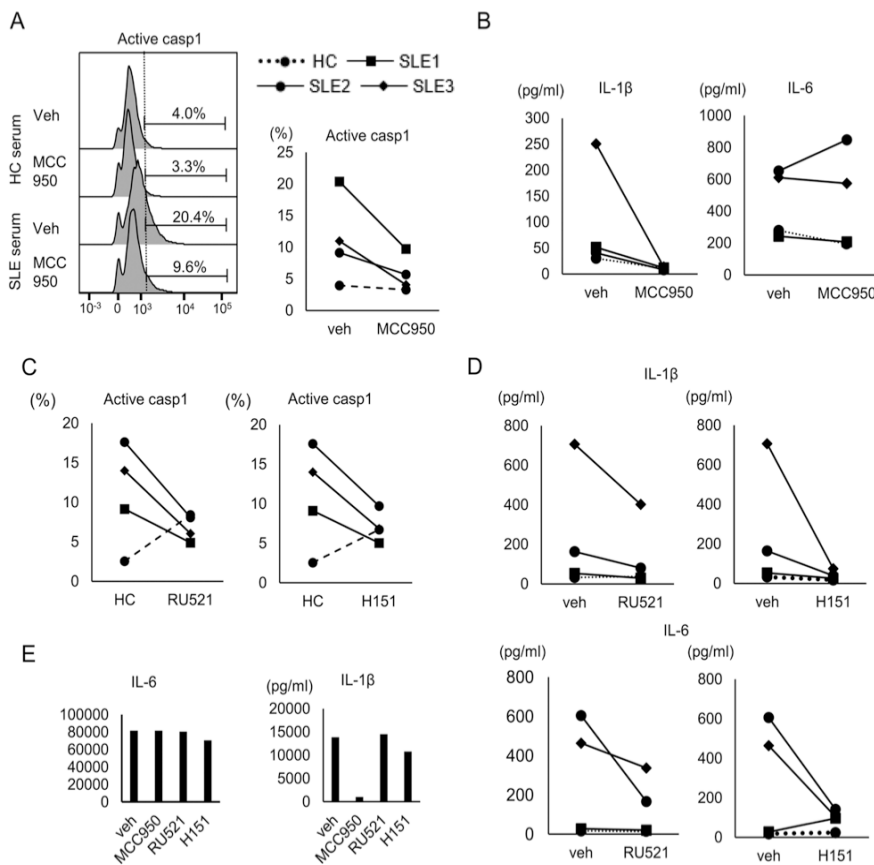 A
Active casp1
HC serum
Veh
4.0%
MCC
950
3.3%
SLE serum
Veh
20.4%
MCC
950
9.6%
-10^-3 0 10^3 10^4 10^5
HC SLE1
SLE2 SLE3
(%) Active casp1
25
20
15
10
5
0
veh MCC950
B
(pg/ml) IL-1β
300
250
200
150
100
50
0
veh MCC950
(pg/ml) IL-6
1000
800
600
400
200
0
veh MCC950
C
(%) Active casp1
20
15
10
5
0
HC RU521
(%) Active casp1
20
15
10
5
0
HC H151
D
IL-1β
(pg/ml)
800
600
400
200
0
veh RU521
(pg/ml)
800
600
400
200
0
veh H151
IL-6
(pg/ml)
800
600
400
200
0
veh RU521
(pg/ml)
800
600
400
200
0
veh H151
E
IL-6
100000
80000
60000
40000
20000
0
veh
MCC950
RU521
H151
(pg/ml) IL-1β
20000
15000
10000
5000
0
veh
MCC950
RU521
H151